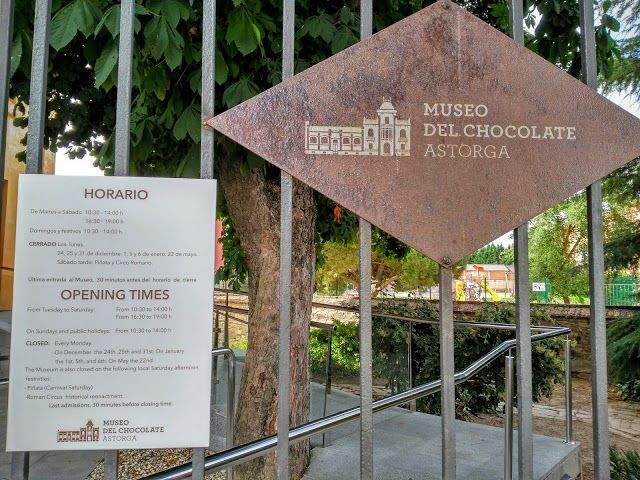 MUSEO
DEL CHOCOLATE
ASTORGA
HORARIO
De Martes a Sábado 10:30 - 14:00 h
16:30 - 19:00 h
Domingos y festivos 10:30 - 14:00 h
CERRADO Los lunes.
24, 25 y 31 de diciembre. 1, 5 y 6 de enero. 22 de mayo.
Sábado tarde: Piñata y Circo Romano.
Última entrada al Museo, 30 minutos antes del horario de cierre
OPENING TIMES
From Tuesday to Saturday: From 10:30 to 14:00h
From 16:30 to 19:00 h
On Sundays and public holidays: From 10:30 to 14:00h
CLOSED: Every Monday.
On December the 24th, 25th and 31st. On January
the 1st, 5th, and 6th. On May the 22nd.
The Museum is also closed on the following local Saturday afternoon
festivities:
- Piñata (Carnival Saturday)
-Roman Circus historical reenactment.
Last admissions, 30 minutes before closing time.
MUSEO
DEL CHOCOLATE
ASTORGA